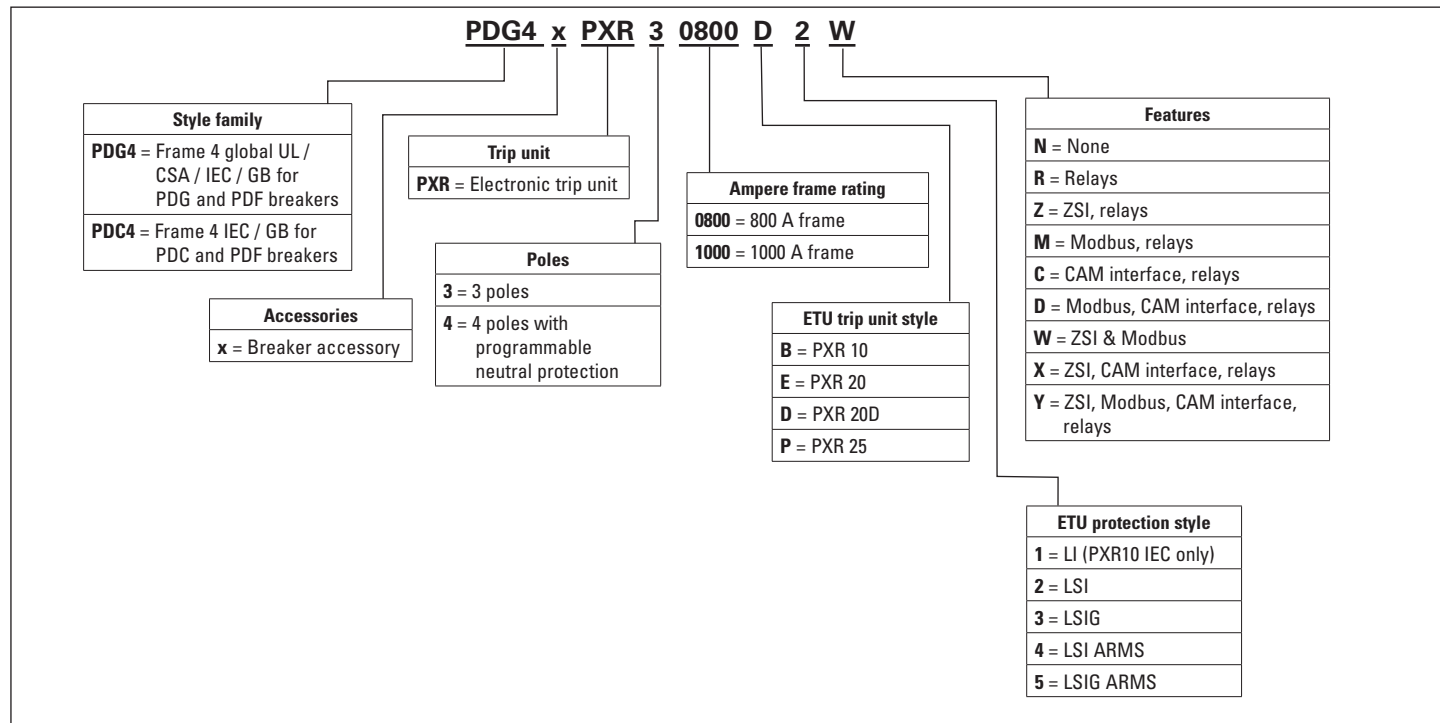 PDG4 x PXR 3 0800 D 2 W
Style family
PDG4 = Frame 4 global UL /
CSA / IEC / GB for
PDG and PDF breakers
PDC4 = Frame 4 IEC / GB for
PDC and PDF breakers
Accessories
x = Breaker accessory
Trip unit
PXR = Electronic trip unit
Poles
3 = 3 poles
4 = 4 poles with
programmable
neutral protection
Ampere frame rating
0800 = 800 A frame
1000 = 1000 A frame
ETU trip unit style
B = PXR 10
E = PXR 20
D = PXR 20D
P = PXR 25
Features
N = None
R = Relays
Z = ZSI, relays
M = Modbus, relays
C = CAM interface, relays
D = Modbus, CAM interface, relays
W = ZSI & Modbus
X = ZSI, CAM interface, relays
Y = ZSI, Modbus, CAM interface,
relays
ETU protection style
1 = LI (PXR10 IEC only)
2 = LSI
3 = LSIG
4 = LSI ARMS
5 = LSIG ARMS